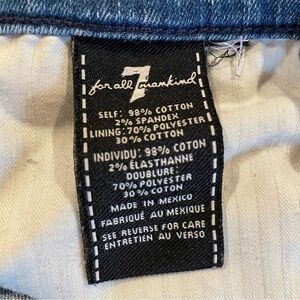 for all 7 mankind
SELF: 98% COTTON
2% SPANDEX
LINING: 70% POLYESTER
30% COTTON
INDIVIDU: 98% COTON
2% ÉLASTHANNE
DOUBLURE:
70% POLYESTER
30% COTON
MADE IN MEXICO
FABRIQUÉ AU MEXIQUE
SEE REVERSE FOR CARE
ENTRETIEN AU VERSO